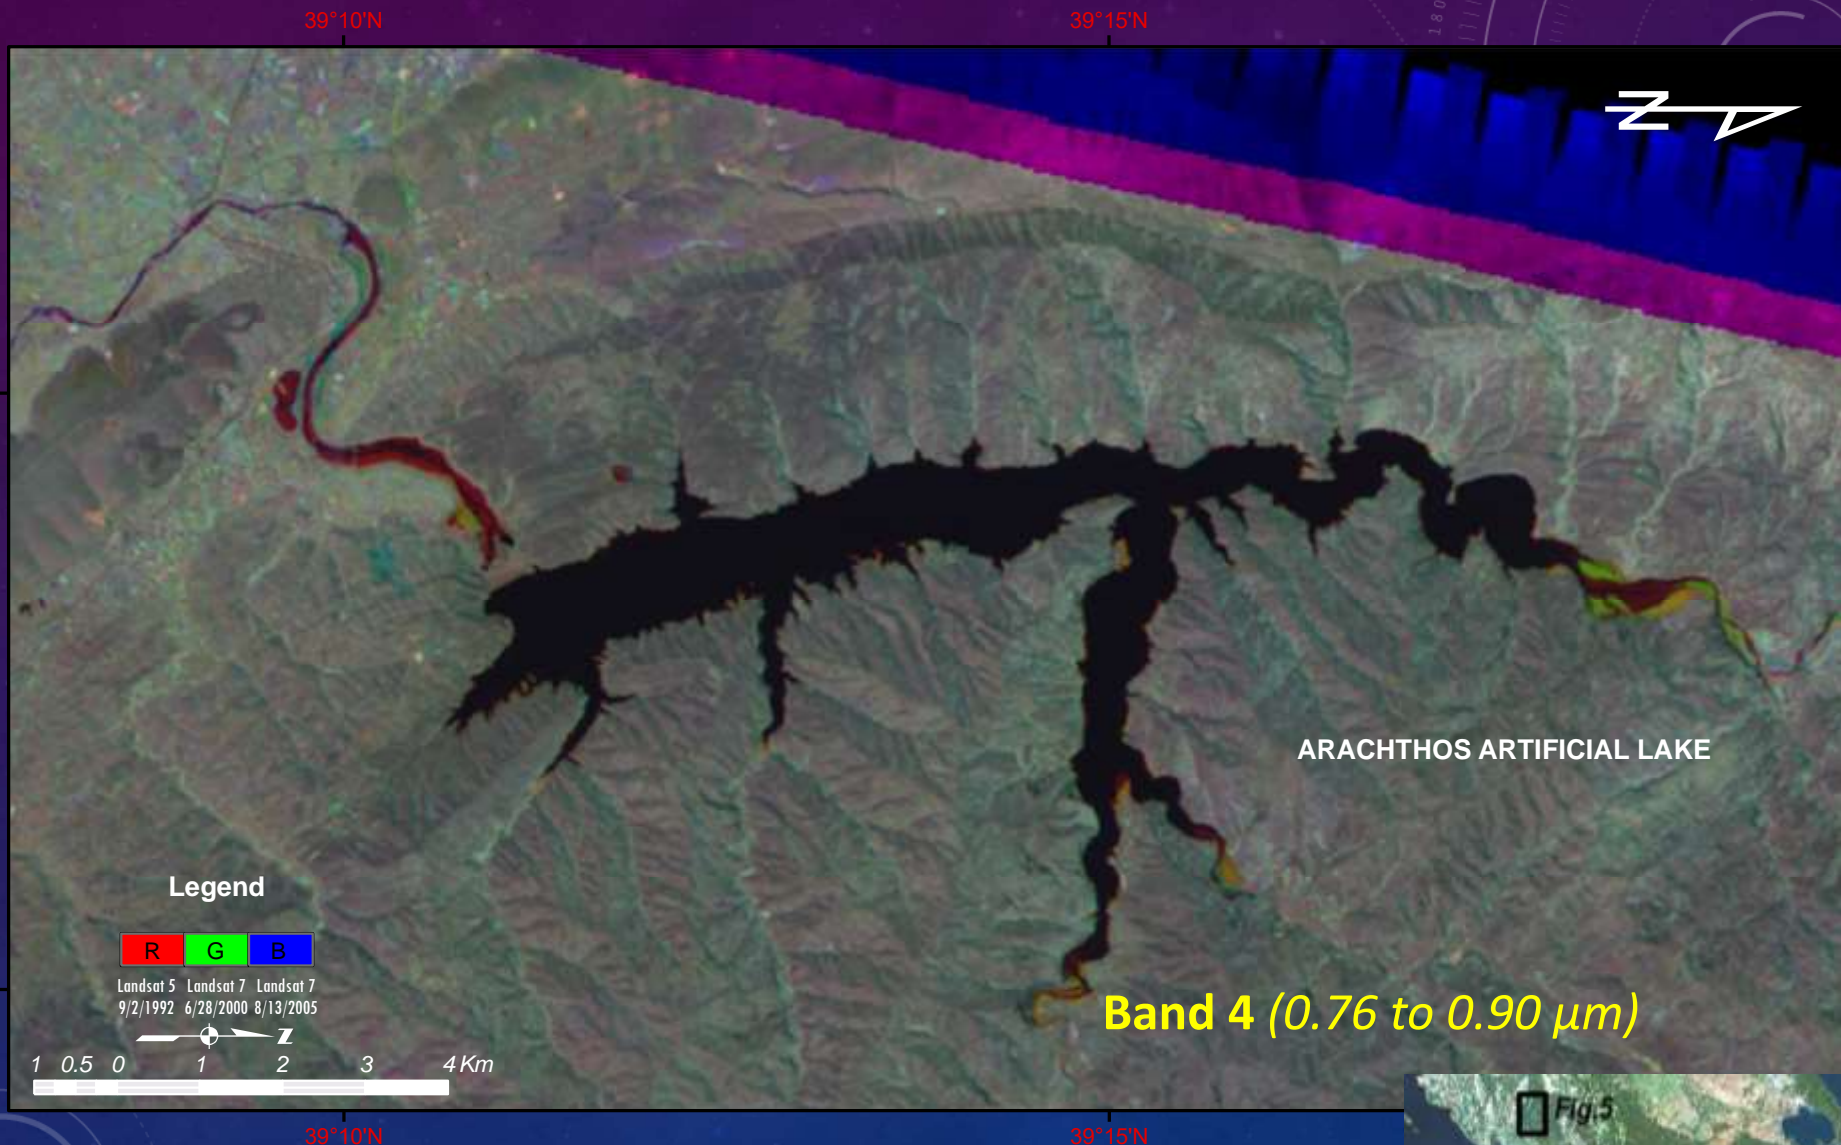 39°10'N 39°15'N
180
Z
ARACHTHOS ARTIFICIAL LAKE
Legend
R G B
Landsat 5 Landsat 7 Landsat 7
9/2/1992 6/28/2000 8/13/2005
Z
Band 4 (0.76 to 0.90 μm)
1 0.5 0 1 2 3 4 Km
Fig.5
39°10'N 39°15'N